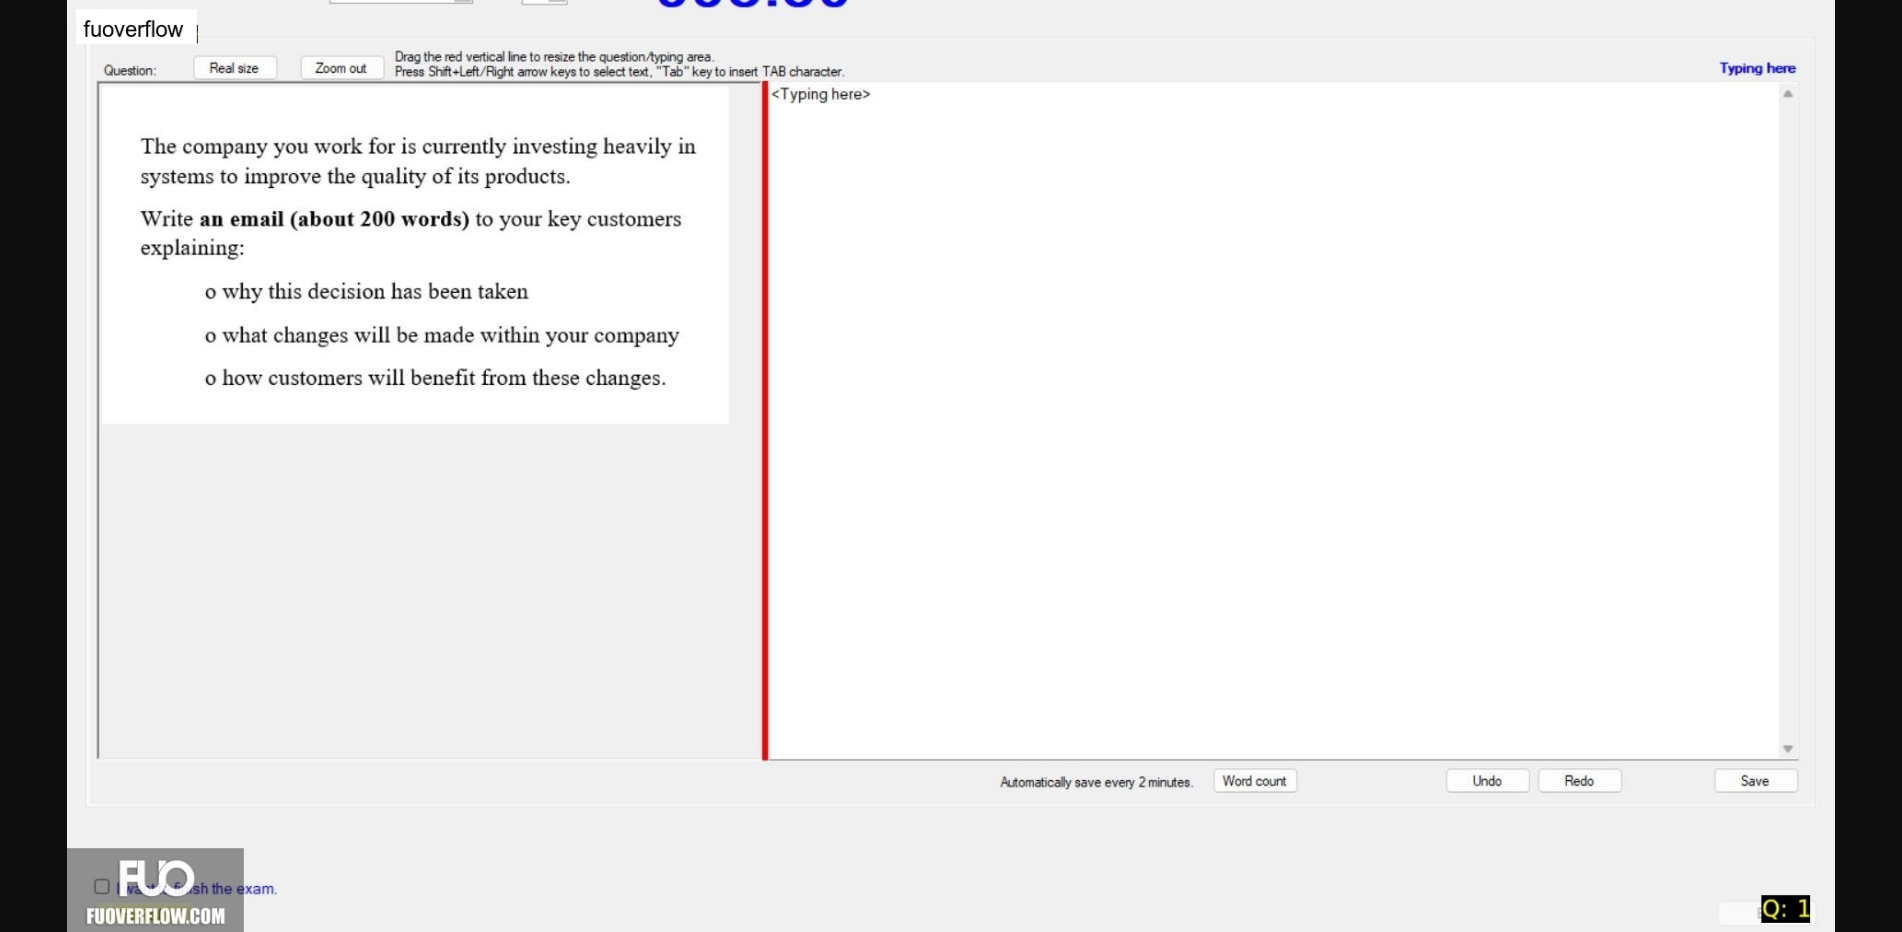 fuoverflow
Question:
Real size
Zoom out
Drag the red vertical line to resize the question/typing area.
Press Shift+Left/Right arrow keys to select text, "Tab" key to insert TAB character.
Typing here
The company you work for is currently investing heavily in
systems to improve the quality of its products.
Write an email (about 200 words) to your key customers
explaining:
o why this decision has been taken
o what changes will be made within your company
o how customers will benefit from these changes.
<Typing here>
Automatically save every 2 minutes.
Word count
Undo
Redo
Save
FUO
the exam.
FUOVERFLOW.COM
Q: 1